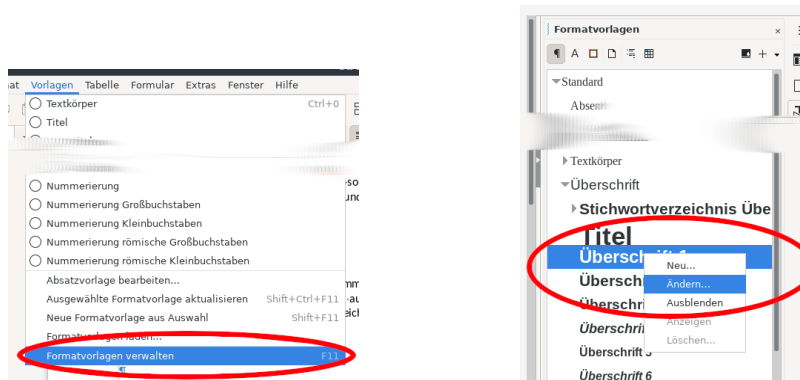 at Vorlagen Tabelle Formular Extras Fenster Hilfe
Textkörper Ctrl+0
Titel
Nummerierung
Nummerierung Großbuchstaben
Nummerierung Kleinbuchstaben
Nummerierung römische Großbuchstaben
Nummerierung römische Kleinbuchstaben
Absatzvorlage bearbeiten...
Ausgewählte Formatvorlage aktualisieren Shift+Ctrl+F11
Neue Formatvorlage aus Auswahl Shift+F11
Formatvorlagen laden...
Formatvorlagen verwalten F11
Formatvorlagen
Standard
Textkörper
Überschrift
Stichwortverzeichnis Übe
Titel
Überschrift 1
Neu...
Ändern...
Ausblenden
Anzeigen
Löschen...
Überschrift 5
Überschrift 6